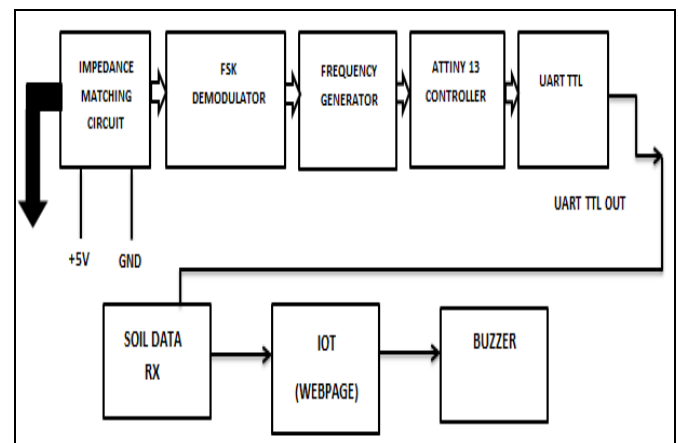 IMPEDANCE
MATCHING
CIRCUIT
FSK
DEMODULATOR
FREQUENCY
GENERATOR
ATTINY 13
CONTROLLER
UART TTL
UART TTL OUT
+5V
GND
SOIL DATA
RX
IOT
(WEBPAGE)
BUZZER